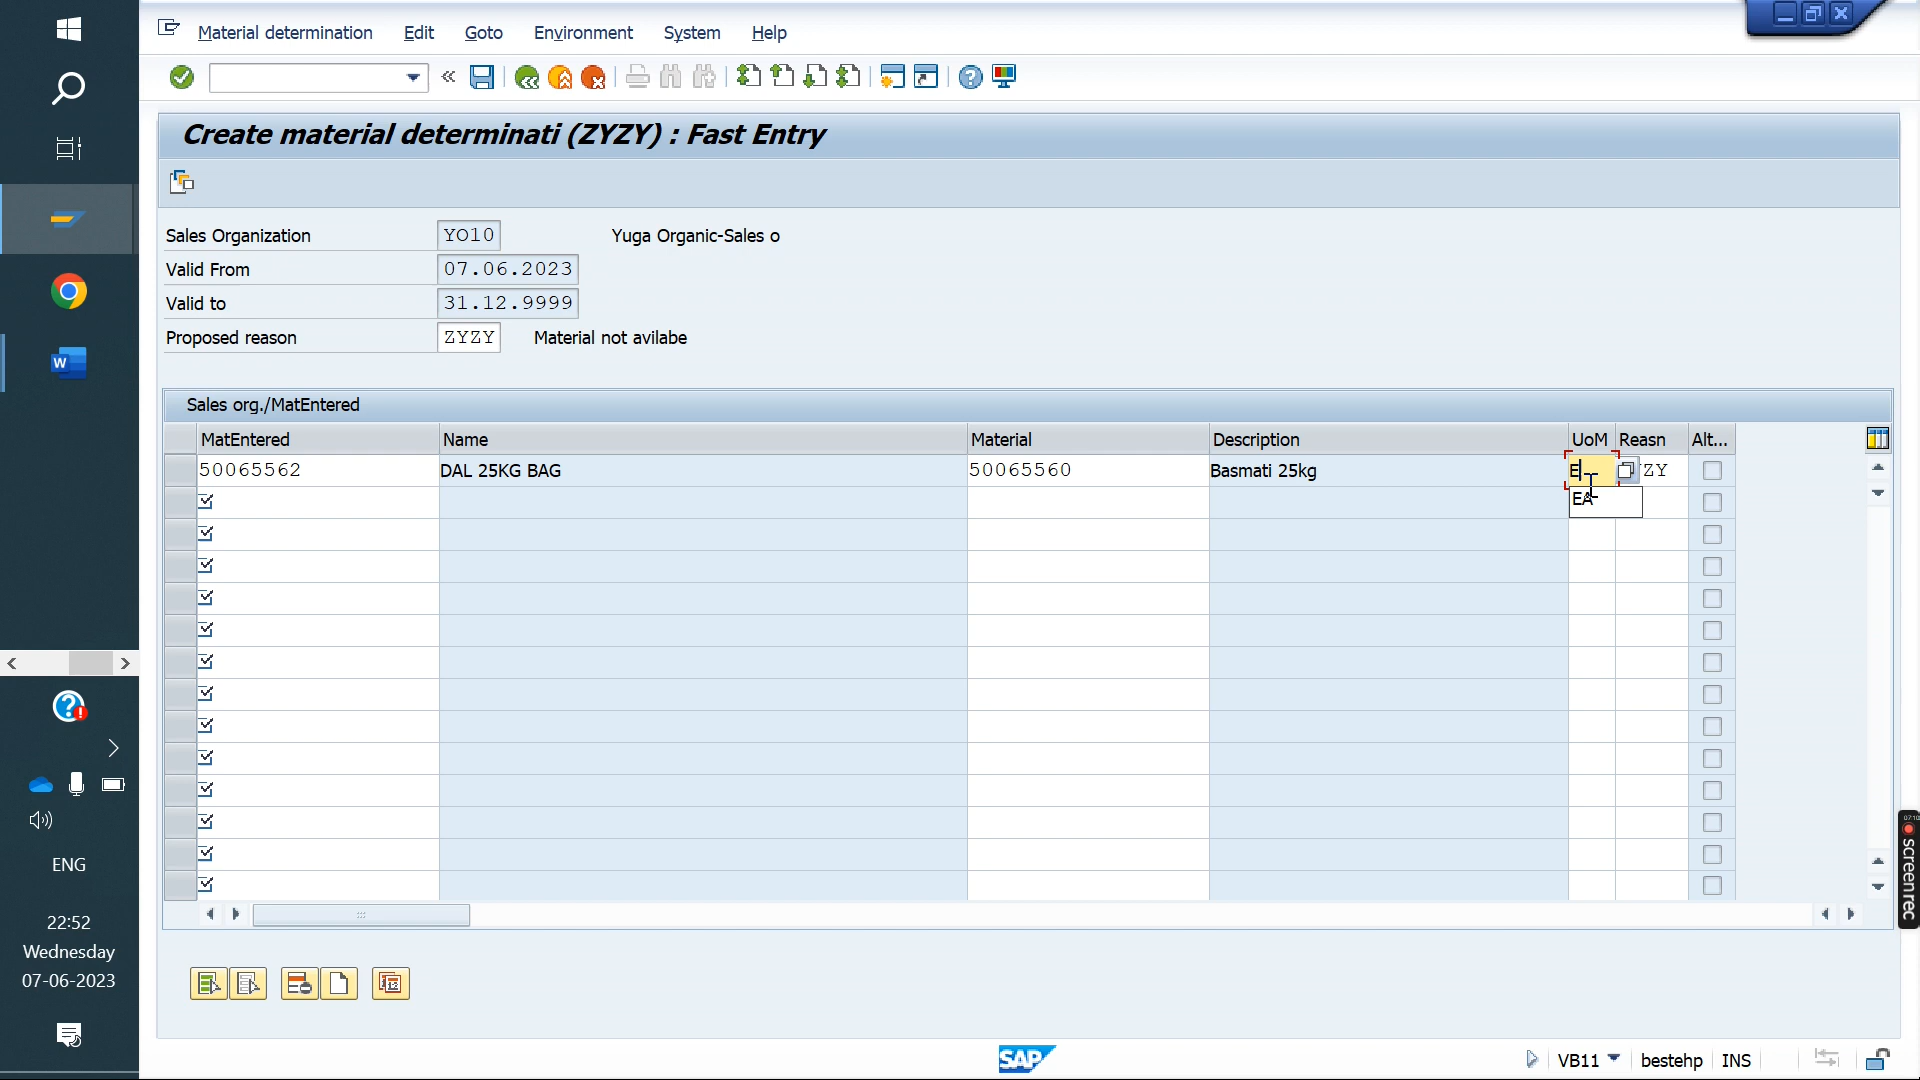 Material determination Edit Goto Environment System Help
Create material determinati (ZYZY) : Fast Entry
Sales Organization YO10 Yuga Organic-Sales o
Valid From 07.06.2023
Valid to 31.12.9999
Proposed reason ZYZY Material not avilabe
Sales org./MatEntered
MatEntered Name Material Description UoM Reasn Alt...
50065562 DAL 25KG BAG 50065560 Basmati 25kg E ZY
EA
W
ENG
22:52
Wednesday
07-06-2023
07:10
screenrec
SAP
VB11 bestehp INS